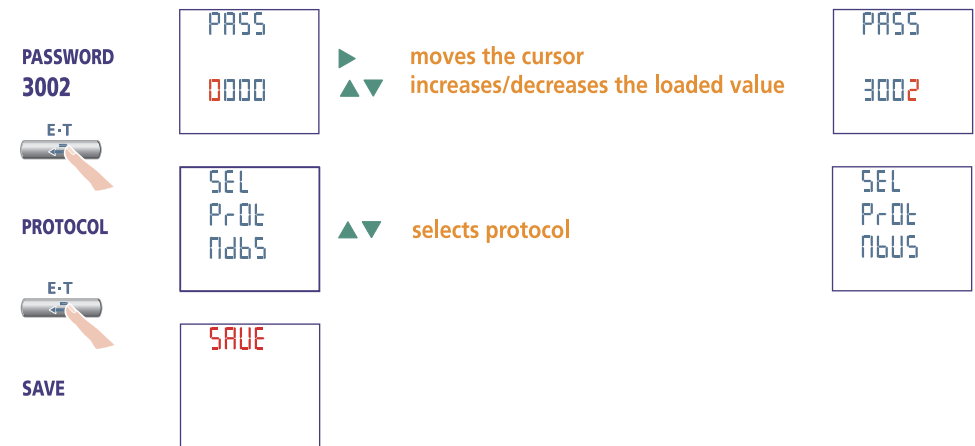 PASS
PASS
PASSWORD
3002
moves the cursor
increases/decreases the loaded value
0000
3002
E-T
SEL
Prot
MdbS
SEL
Prot
MbUS
PROTOCOL
selects protocol
E-T
SAVE
SAVE